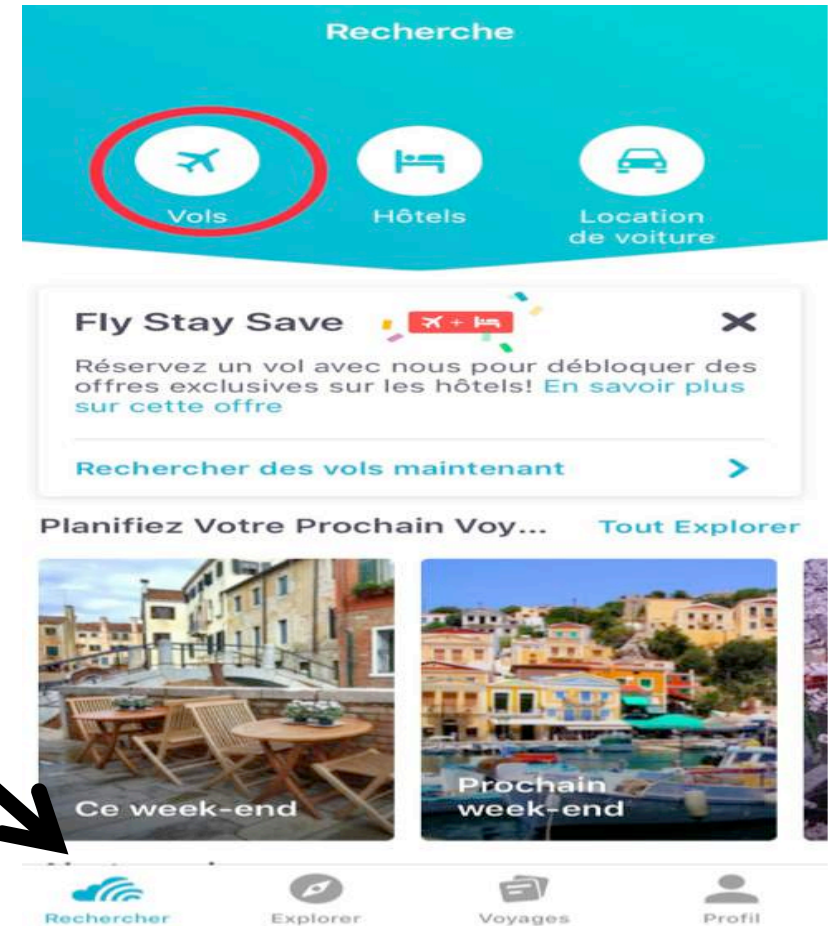 Recherche
Vols
Hôtels
Location
de voiture
Fly Stay Save
Réservez un vol avec nous pour débloquer des
offres exclusives sur les hôtels! En savoir plus
sur cette offre
Rechercher des vols maintenant
Planifiez Votre Prochain Voy... Tout Explorer
Ce week-end
Prochain
week-end
Rechercher
Explorer
Voyages
Profil